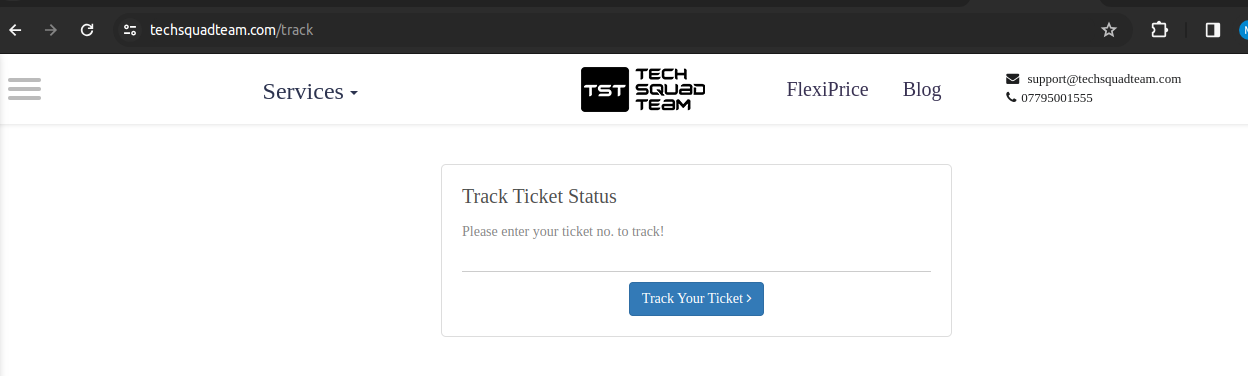 techsquadteam.com/track
Services
TST
TECH
SQUAD
TEAM
FlexiPrice
Blog
support@techsquadteam.com
07795001555
Track Ticket Status
Please enter your ticket no. to track!
Track Your Ticket